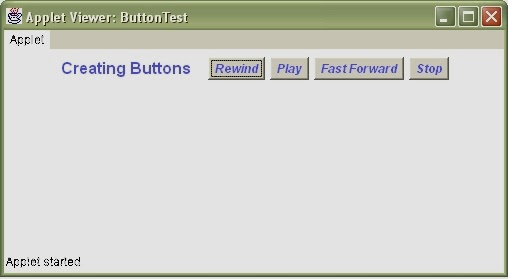 Applet Viewer: ButtonTest
Applet
Creating Buttons Rewind Play Fast Forward Stop
Applet started